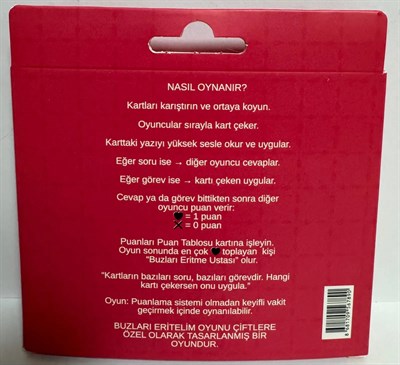 NASIL OYNANIR?
Kartları karıştırın ve ortaya koyun.
Oyuncular sırayla kart çeker.
Karttaki yazıyı yüksek sesle okur ve uygular.
Eğer soru ise → diğer oyuncu cevaplar.
Eğer görev ise → kartı çeken uygular.
Cevap ya da görev bittikten sonra diğer
oyuncu puan verir:
♥ = 1 puan
✕ = 0 puan
Puanları Puan Tablosu kartına işleyin.
Oyun sonunda en çok ♥ toplayan kişi
“Buzları Eritme Ustası” olur.
“Kartların bazıları soru, bazıları görevdir. Hangi
kartı çekersen onu uygula.”
Oyun: Puanlama sistemi olmadan keyifli vakit
geçirmek içinde oynanılabilir.
BUZLARI ERİTELİM OYUNU ÇİFTLERE
ÖZEL OLARAK TASARLANMIŞ BİR
OYUNDUR.